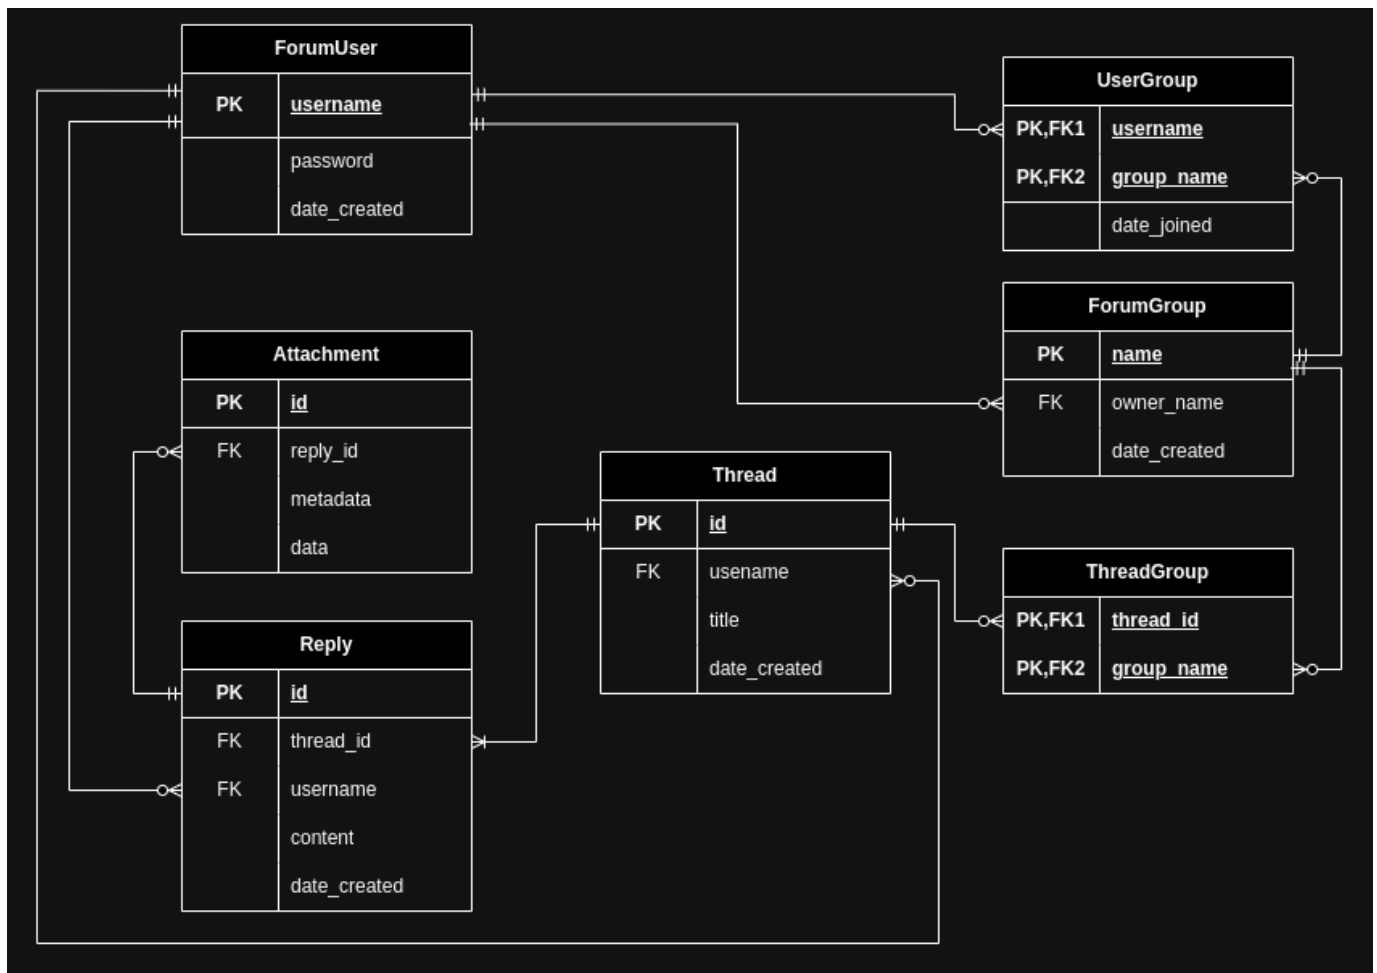 ForumUser
PK username
password
date_created
UserGroup
PK,FK1 username
PK,FK2 group_name
date_joined
ForumGroup
PK name
FK owner_name
date_created
Attachment
PK id
FK reply_id
metadata
data
Thread
PK id
FK usename
title
date_created
ThreadGroup
PK,FK1 thread_id
PK,FK2 group_name
Reply
PK id
FK thread_id
FK username
content
date_created